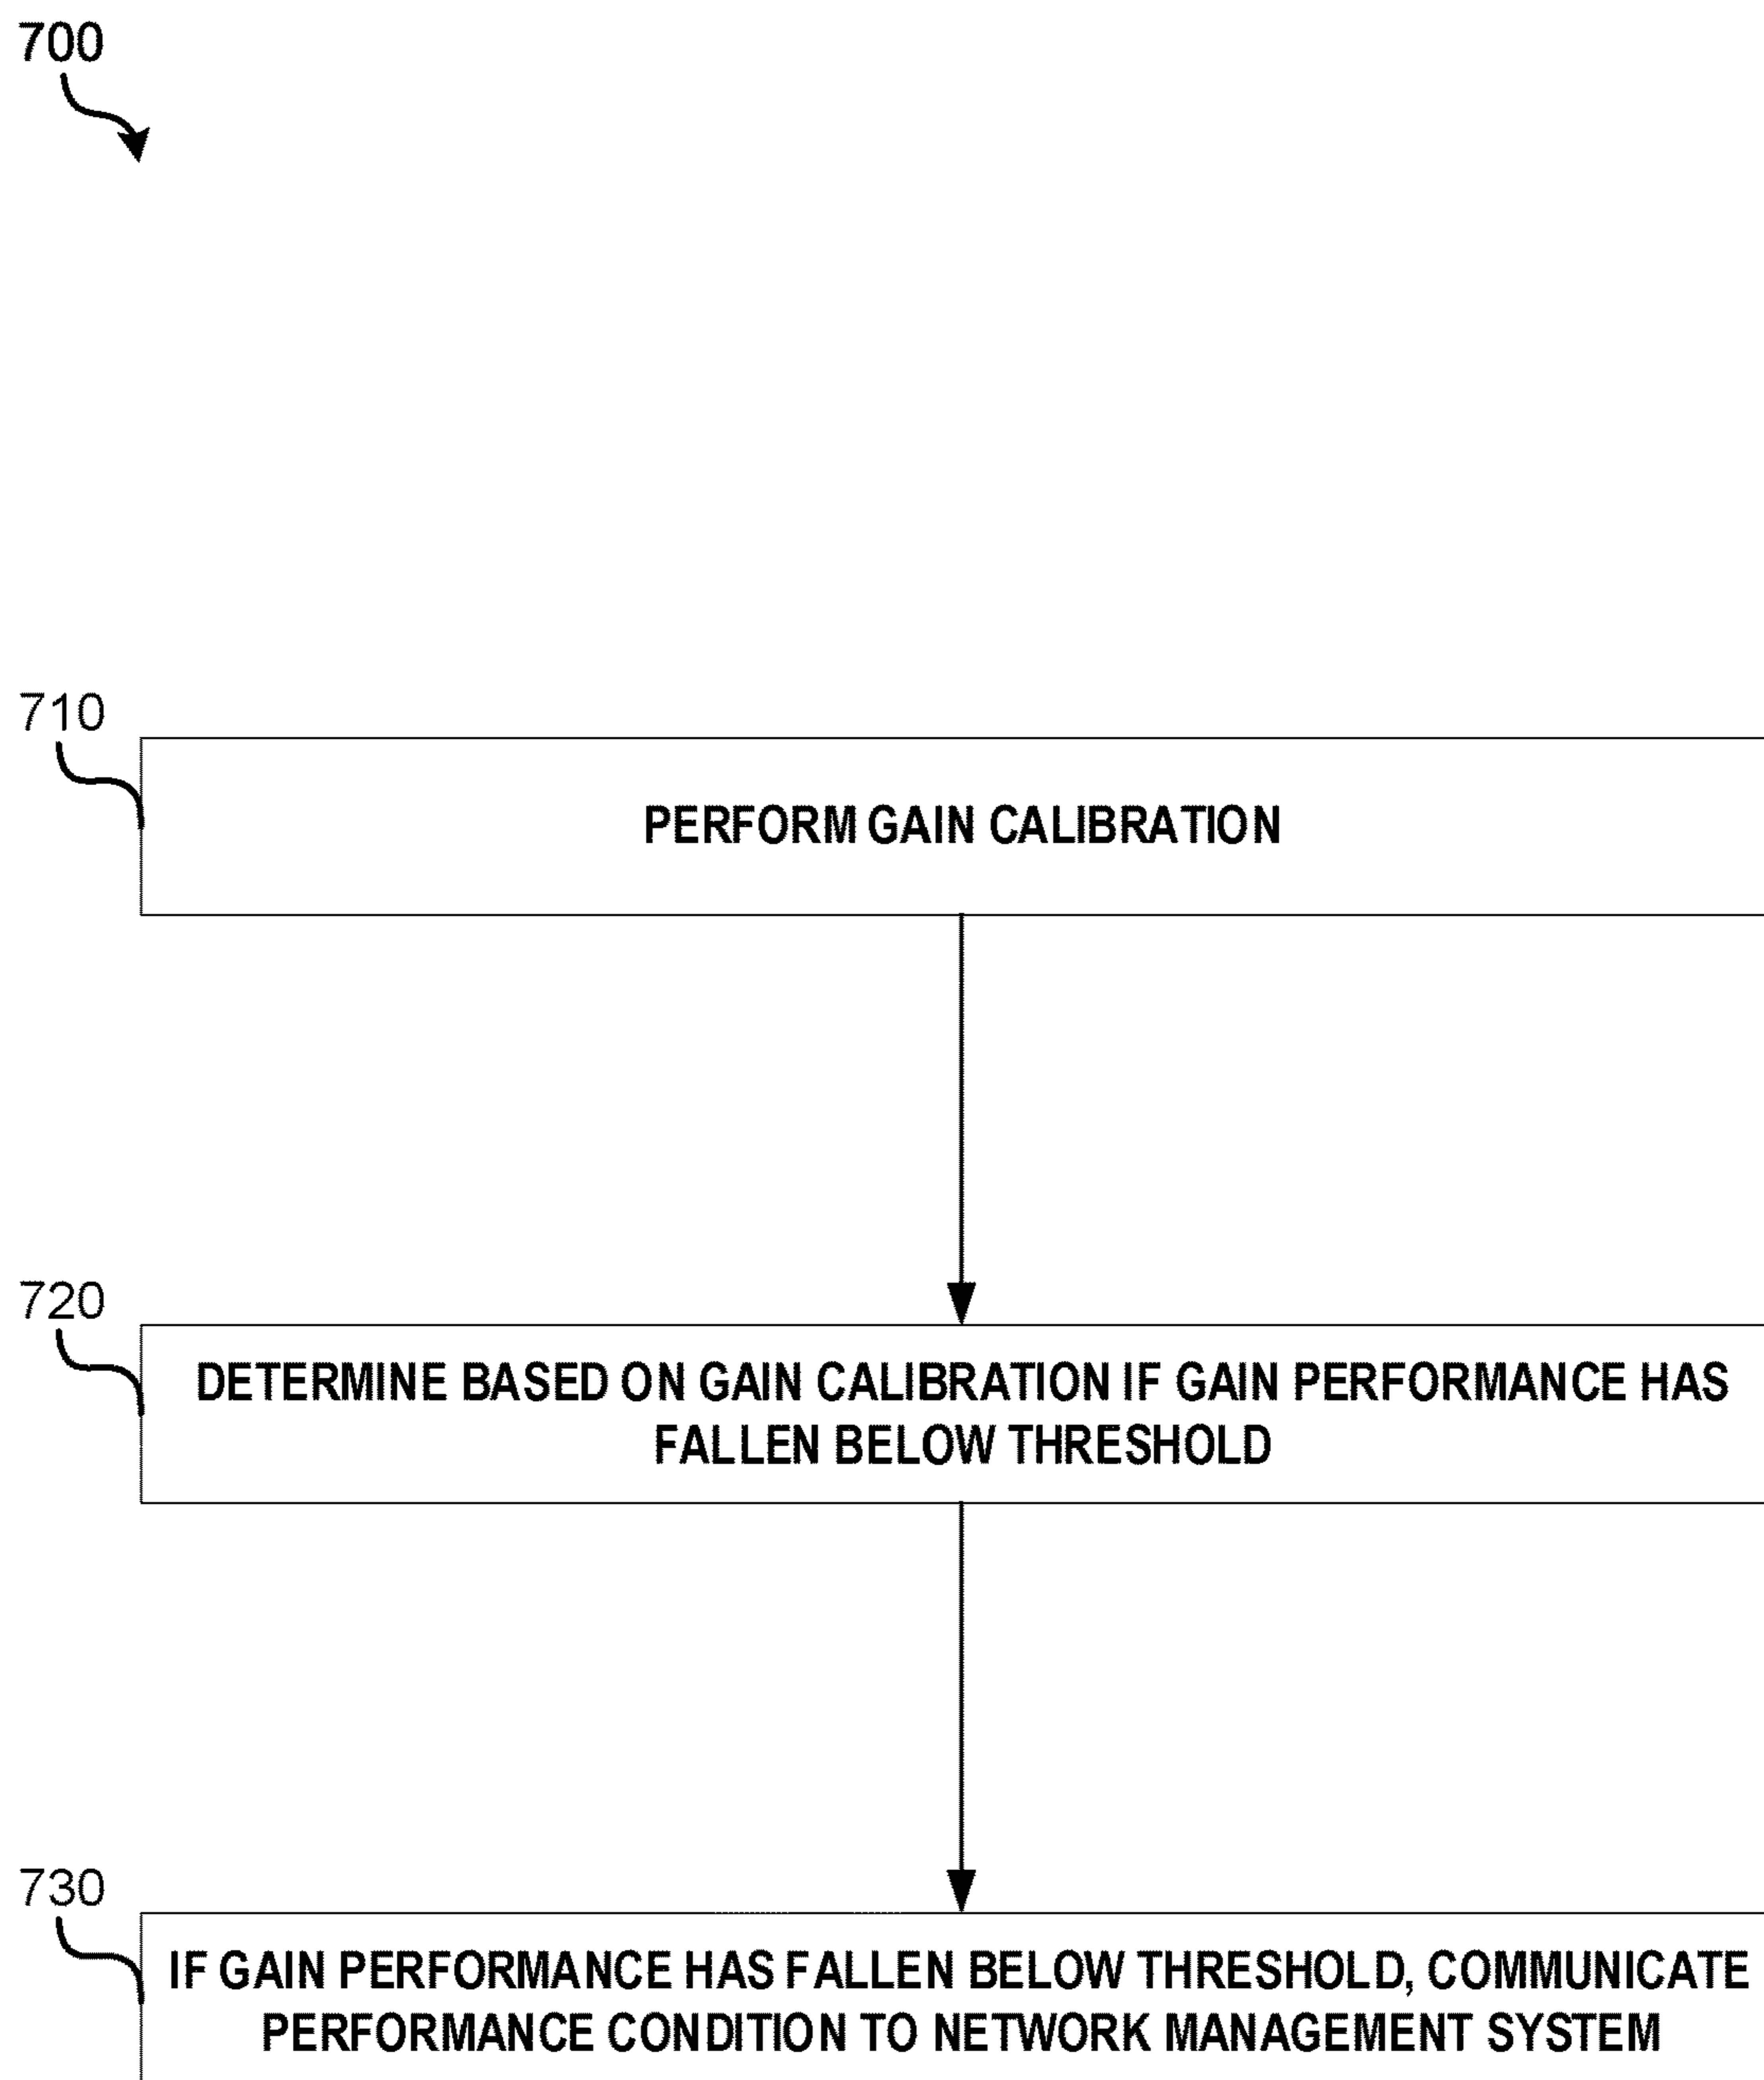 700
710
PERFORM GAIN CALIBRATION
720
DETERMINE BASED ON GAIN CALIBRATION IF GAIN PERFORMANCE HAS
FALLEN BELOW THRESHOLD
730
IF GAIN PERFORMANCE HAS FALLEN BELOW THRESHOLD, COMMUNICATE
PERFORMANCE CONDITION TO NETWORK MANAGEMENT SYSTEM